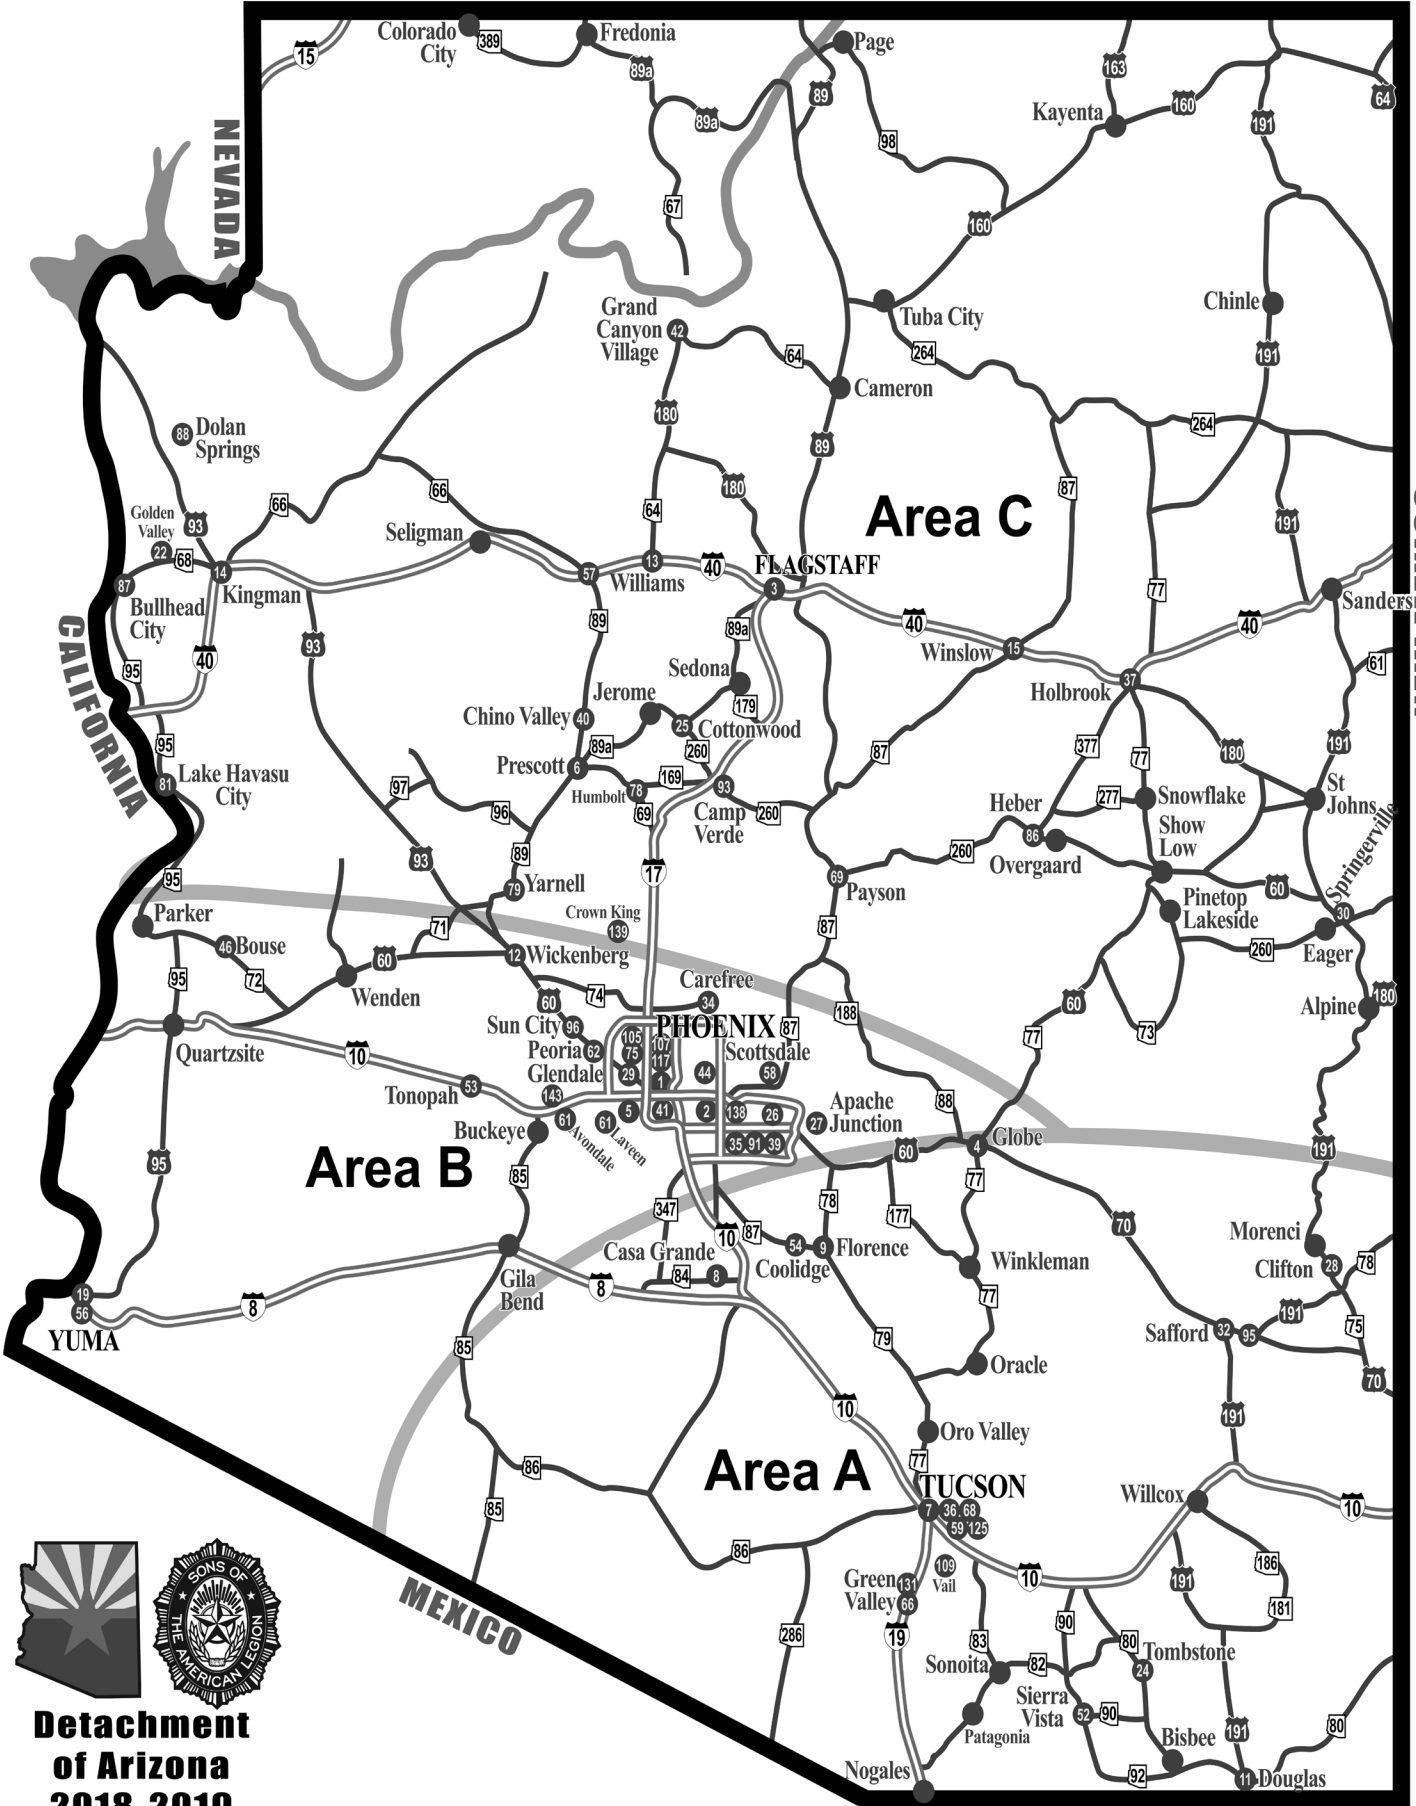 Colorado
City
389
Fredonia
89a
89a
67
15
Page
89
98
Kayenta
163
160
191
64
160
NEVADA
Grand
Canyon
Village
42
64
Tuba City
264
Cameron
Chinle
191
180
89
264
88
Dolan
Springs
66
66
180
64
87
Area C
191
Golden
Valley
22
68
93
Seligman
14
Kingman
57
13
Williams
40
FLAGSTAFF
3
77
87
Bullhead
City
40
95
93
89
89a
40
Winslow
15
40
Sanders
61
Sedona
179
Holbrook
37
CALIFORNIA
Jerome
Chino Valley
40
25
Cottonwood
89a
260
87
377
77
180
191
95
81
Lake Havasu
City
Prescott
6
Humbolt
78
169
69
93
Camp
Verde
260
97
96
277
Snowflake
St
Johns
Heber
86
Overgaard
Show
Low
93
89
17
260
69
Payson
60
Springerville
30
95
79
Yarnell
Parker
Crown King
139
71
87
Pinetop
Lakeside
260
Eager
46
Bouse
60
12
Wickenberg
95
72
Wenden
74
Carefree
34
60
Alpine
180
60
Sun City
96
PHOENIX
87
188
77
73
Quartzsite
10
Peoria
62
105
107
75
117
Scottsdale
Glendale
29
1
44
58
Tonopah
53
143
88
5
41
2
138
26
27
Apache
Junction
Buckeye
61
Avondale
61
Laveen
35
91
39
Globe
4
60
191
95
Area B
85
77
347
78
177
70
10
87
Casa Grande
54
9
Florence
Coolidge
Winkleman
Morenci
Clifton
28
78
84
8
Gila
Bend
8
8
77
19
56
YUMA
191
75
Safford
32
95
85
79
Oracle
70
10
191
Oro Valley
77
Area A
86
TUCSON
7
36
68
59
125
Willcox
10
85
86
109
Vail
10
186
191
181
Green
Valley
131
66
MEXICO
286
19
90
83
80
Tombstone
24
Sonoita
82
Sierra
Vista
52
90
Patagonia
Bisbee
191
80
Nogales
92
11
Douglas
SONS OF
THE AMERICAN LEGION
Detachment
of Arizona
2018-2019